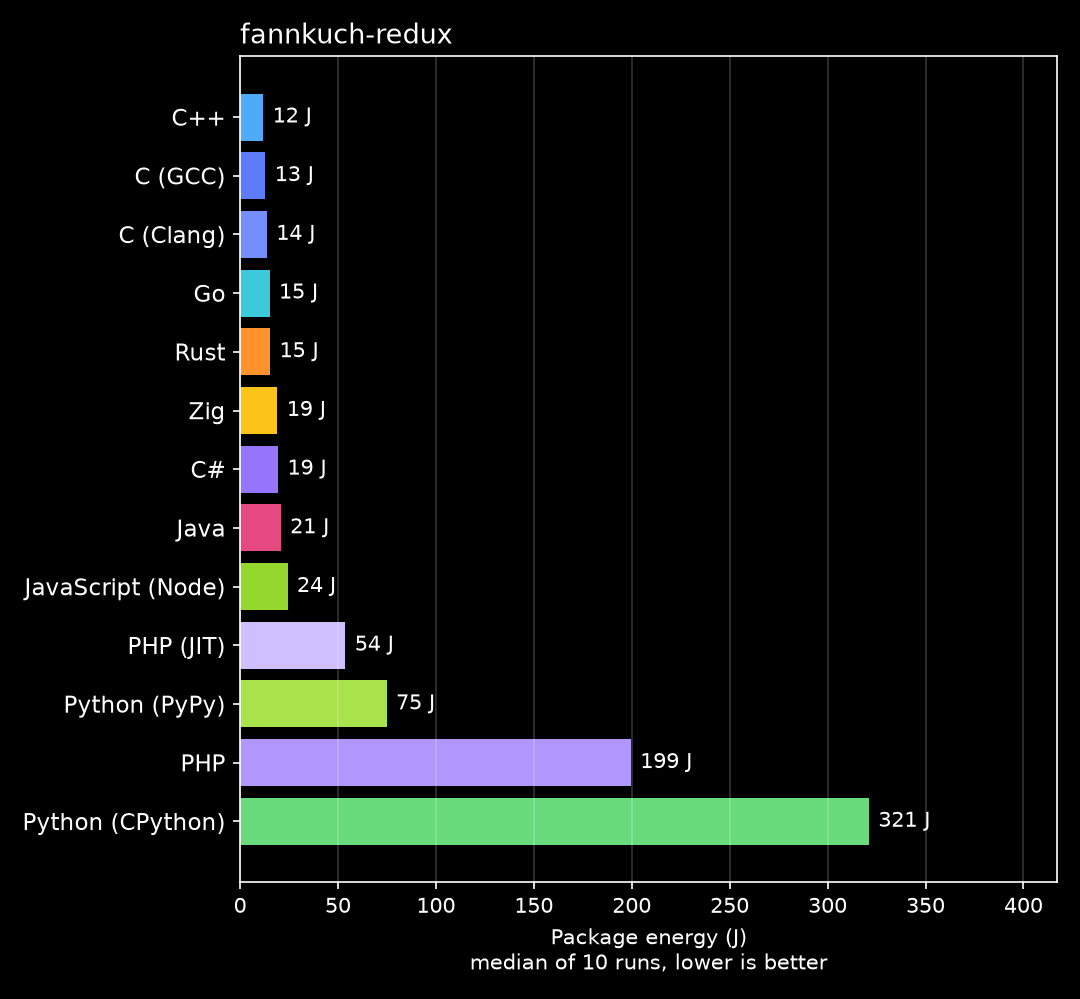 fannkuch-redux
C++ 12 J
C (GCC) 13 J
C (Clang) 14 J
Go 15 J
Rust 15 J
Zig 19 J
C# 19 J
Java 21 J
JavaScript (Node) 24 J
PHP (JIT) 54 J
Python (PyPy) 75 J
PHP 199 J
Python (CPython) 321 J
0 50 100 150 200 250 300 350 400
Package energy (J)
median of 10 runs, lower is better